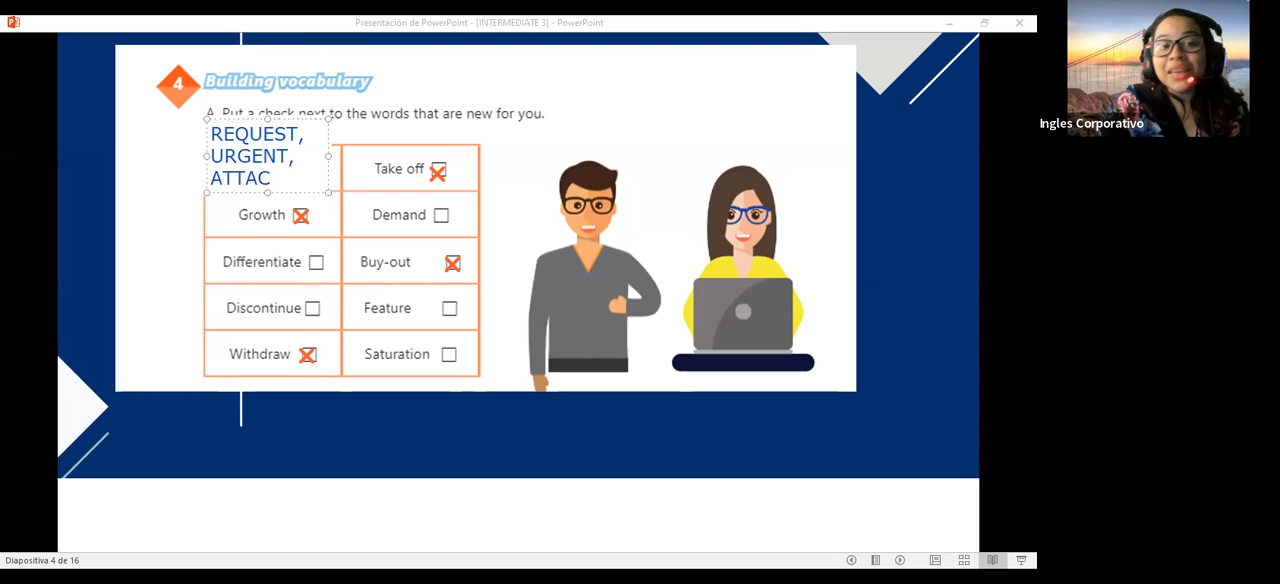 Presentación de PowerPoint - [INTERMEDIATE 3] - PowerPoint
4 Building vocabulary
A. Put a check next to the words that are new for you.
REQUEST,
URGENT,
ATTAC
Take off
Growth Demand
Differentiate Buy-out
Discontinue Feature
Withdraw Saturation
Ingles Corporativo
Diapositiva 4 de 16